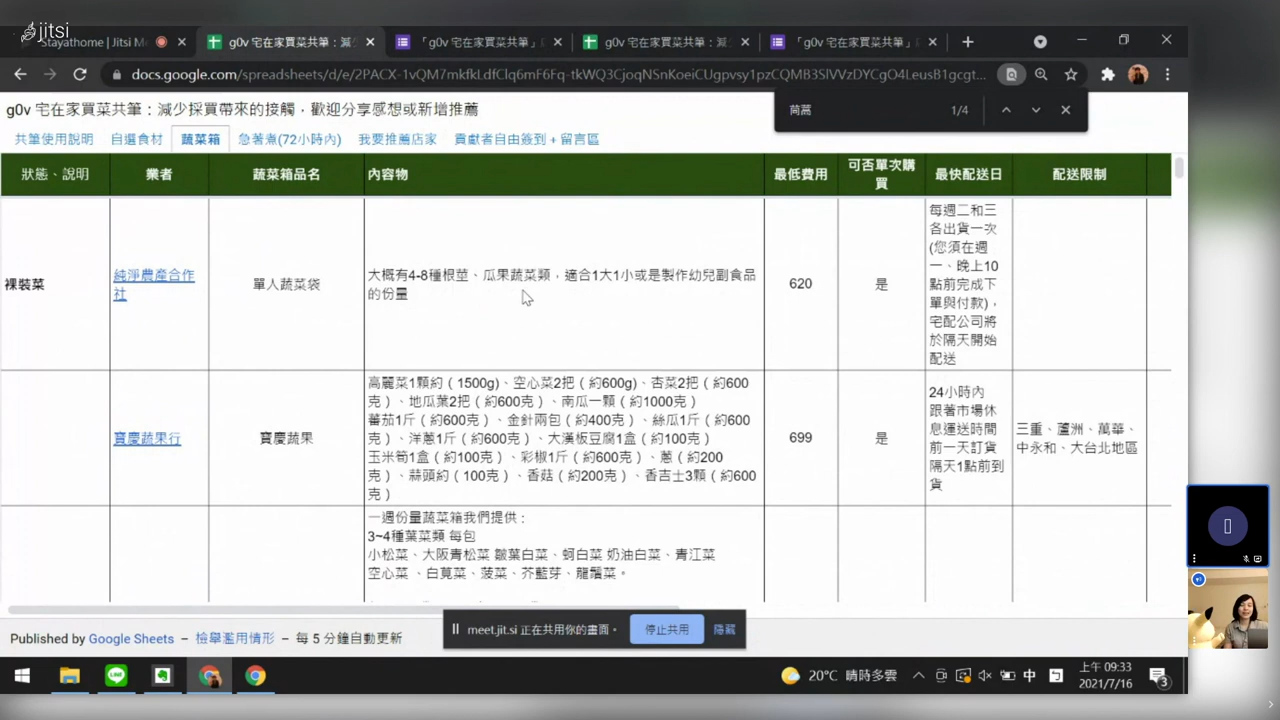 jitsi
Stayathome | Jitsi M
g0v 宅在家買菜共筆：減少
「g0v 宅在家買菜共筆」
g0v 宅在家買菜共筆：減
「g0v 宅在家買菜共筆」
g0v 宅在家買菜共筆：減少採買帶來的接觸，歡迎分享感想或新增推薦
茼蒿
1/4
共筆使用說明
自選食材
蔬菜箱
急著煮(72小時內)
我要推薦店家
貢獻者自由簽到 + 留言區
狀態、說明
業者
蔬菜箱品名
內容物
最低費用
可否單次購
買
最快配送日
配送限制
裸裝菜
純淨農產合作
社
單人蔬菜袋
大概有4-8種根莖、瓜果蔬菜類，適合1大1小或是製作幼兒副食品
的份量
620
是
每週二和三
各出貨一次
(您須在週
一、晚上10
點前完成下
單與付款)，
宅配公司將
於隔天開始
配送
寶慶蔬果行
寶慶蔬果
高麗菜1顆約（1500g)、空心菜2把（約600g)、杏菜2把（約600
克）、地瓜葉2把（約600克）、南瓜一顆（約1000克）
蕃茄1斤（約600克）、金針兩包（約400克）、絲瓜1斤（約600
克）、洋蔥1斤（約600克）、大漢板豆腐1盒（約100克）
玉米筍1盒（約100克）、彩椒1斤（約600克）、蔥（約200
克）、蒜頭約（100克）、香菇（約200克）、香吉士3顆（約600
克）
699
是
24小時內
跟著市場休
息運送時間
前一天訂貨
隔天1點前到
貨
三重、蘆洲、萬華、
中永和、大台北地區
一週份量蔬菜箱我們提供：
3~4種葉菜類 每包
小松菜、大阪青松菜 皺葉白菜、蚵白菜 奶油白菜、青江菜
空心菜 、白莧菜、菠菜、芥藍芽、龍鬚菜。
meet.jit.si 正在共用你的畫面。
停止共用
隱藏
Published by Google Sheets – 檢舉濫用情形 – 每 5 分鐘自動更新
20°C 晴時多雲
中
上午 09:33
2021/7/16
3